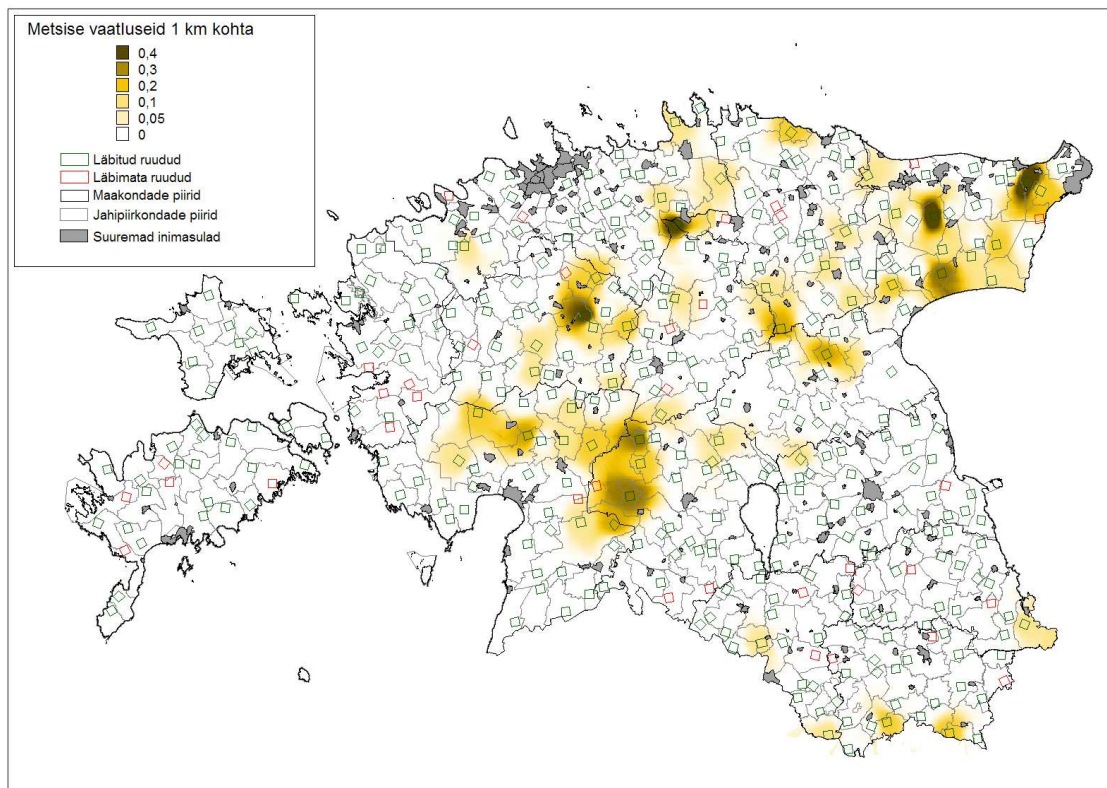 Metsise vaatluseid 1 km kohta
0,4
0,3
0,2
0,1
0,05
0
Läbitud ruudud
Läbimata ruudud
Maakondade piirid
Jahipiirkondade piirid
Suuremad inimasulad